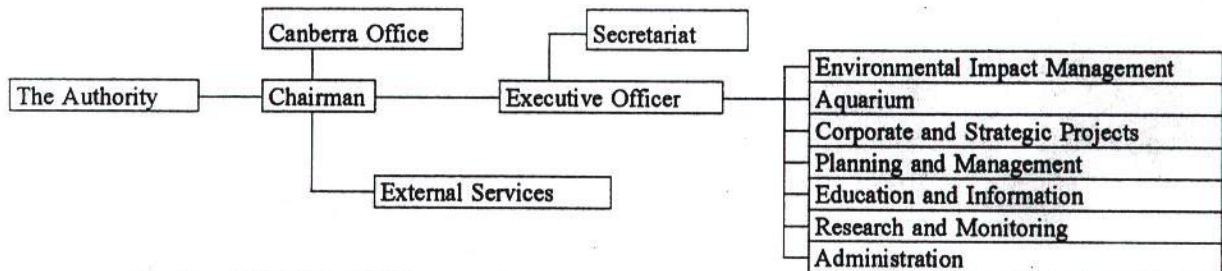 Canberra Office
Secretariat
The Authority
Chairman
Executive Officer
External Services
Environmental Impact Management
Aquarium
Corporate and Strategic Projects
Planning and Management
Education and Information
Research and Monitoring
Administration